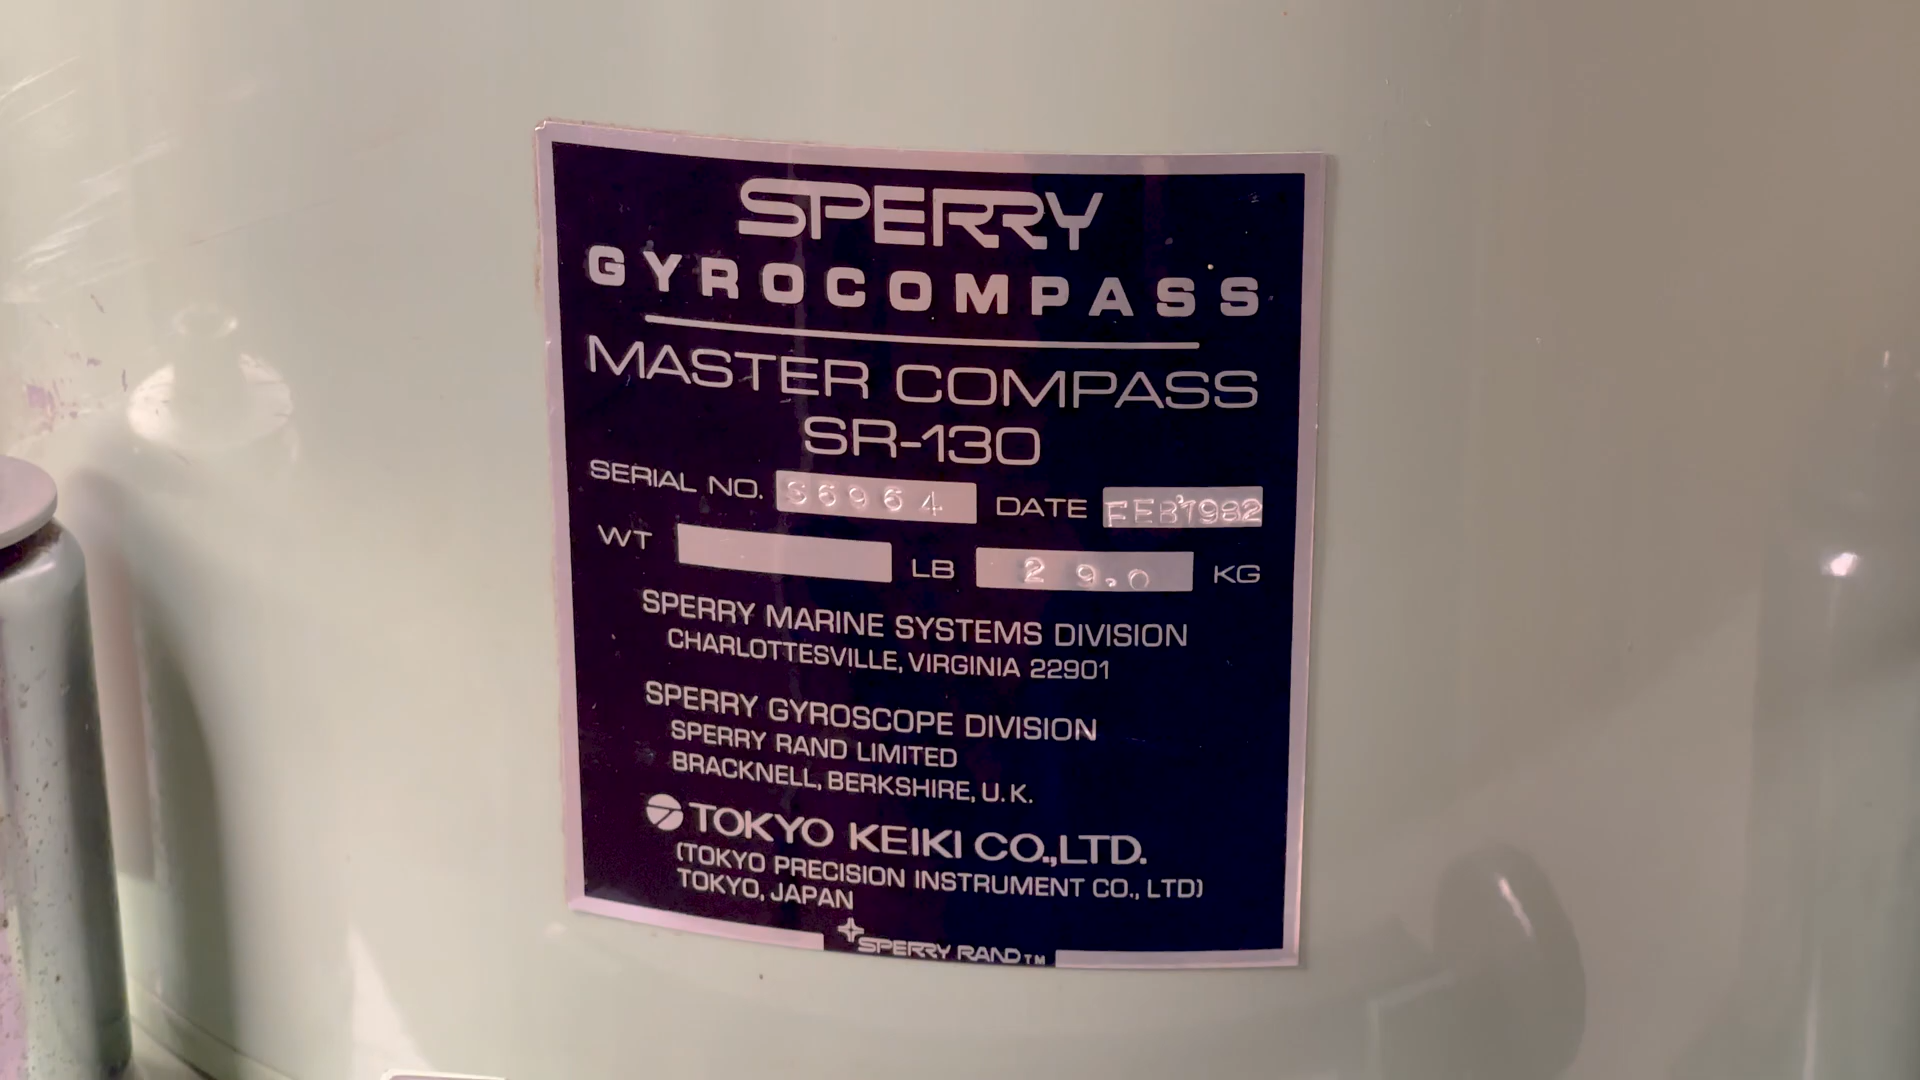 SPERRY
GYROCOMPASS
MASTER COMPASS
SR-130
SERIAL NO. S6964 DATE FEB'1982
WT LB 29.0 KG
SPERRY MARINE SYSTEMS DIVISION
CHARLOTTESVILLE, VIRGINIA 22901
SPERRY GYROSCOPE DIVISION
SPERRY RAND LIMITED
BRACKNELL, BERKSHIRE, U.K.
TOKYO KEIKI CO.,LTD.
(TOKYO PRECISION INSTRUMENT CO., LTD)
TOKYO, JAPAN
SPERRY RAND TM